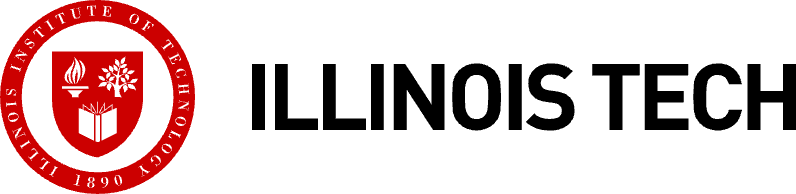 ILLINOIS INSTITUTE OF TECHNOLOGY
1890
ILLINOIS TECH